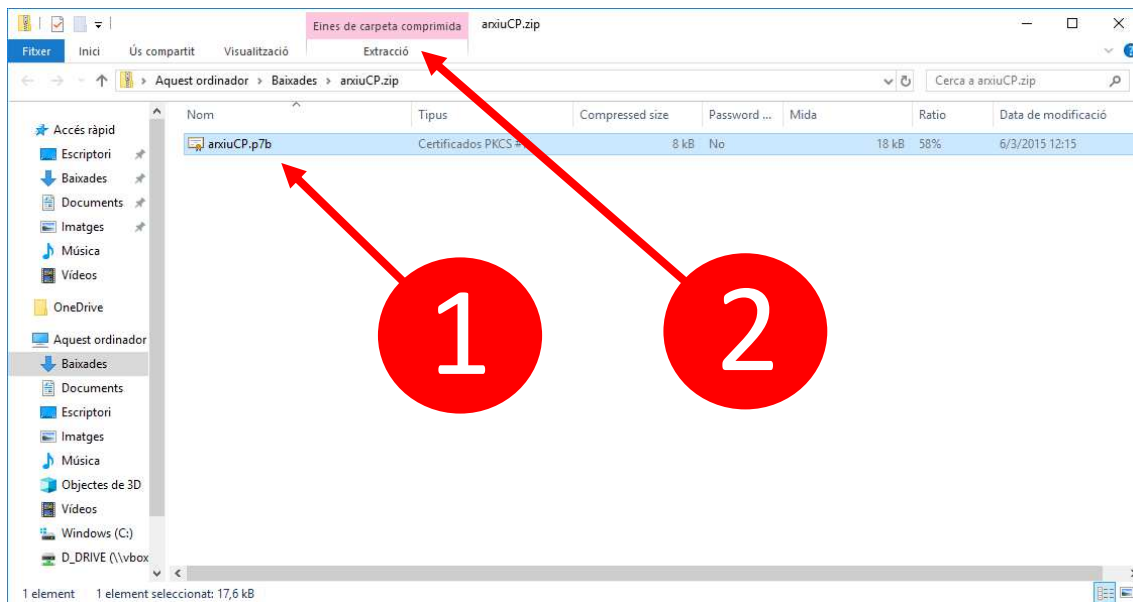 Eines de carpeta comprimida arxiuCP.zip
Fitxer Inici Ús compartit Visualització Extracció
Aquest ordinador > Baixades > arxiuCP.zip Cerca a arxiuCP.zip
Nom Tipus Compressed size Password ... Mida Ratio Data de modificació
arxiuCP.p7b Certificados PKCS # 8 kB No 18 kB 58% 6/3/2015 12:15
Accés ràpid
Escriptori
Baixades
Documents
Imatges
Música
Vídeos
OneDrive
Aquest ordinador
Baixades
Documents
Escriptori
Imatges
Música
Objectes de 3D
Vídeos
Windows (C:)
D_DRIVE (\\vbox
1
2
1 element 1 element seleccionat: 17,6 kB